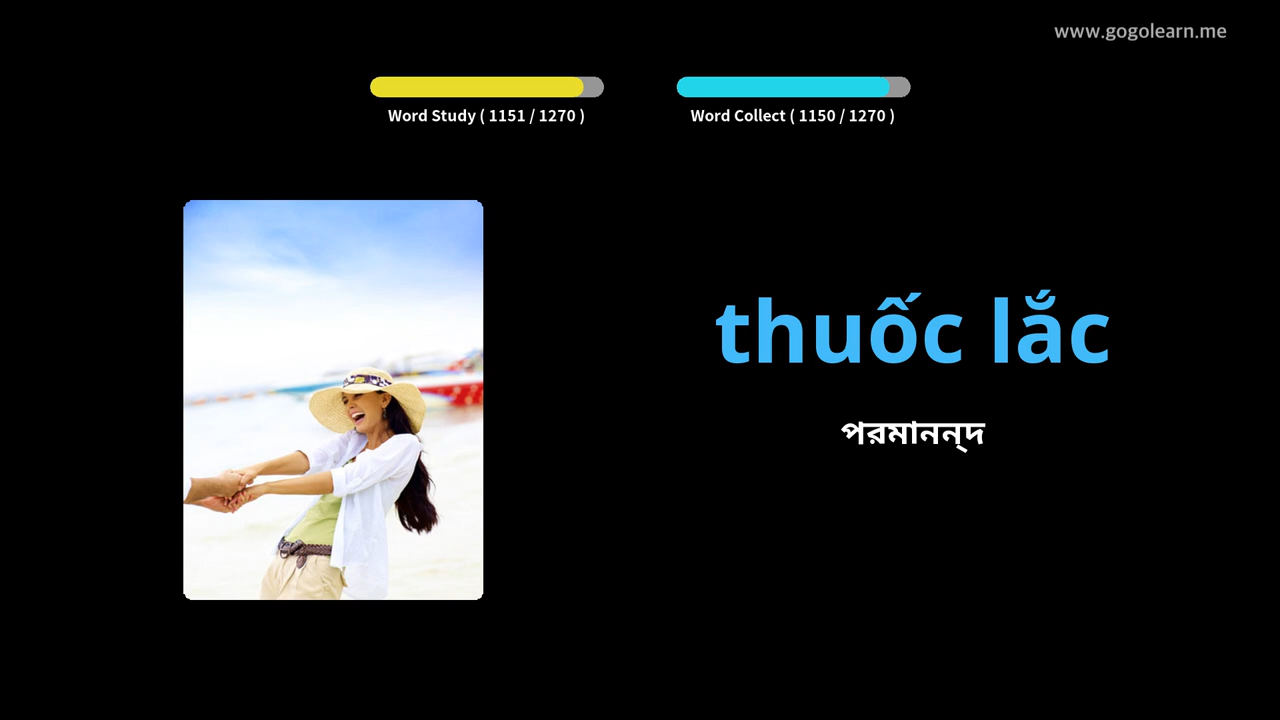 www.gogolearn.me
Word Study ( 1151 / 1270 )
Word Collect ( 1150 / 1270 )
thuốc lắc
পরমানন্দ